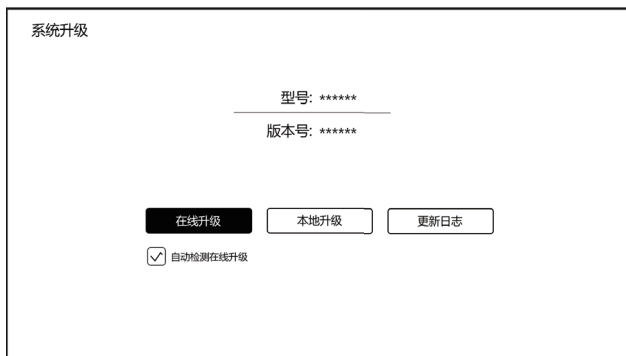 系统升级
型号: ******
版本号: ******
在线升级 本地升级 更新日志
自动检测在线升级